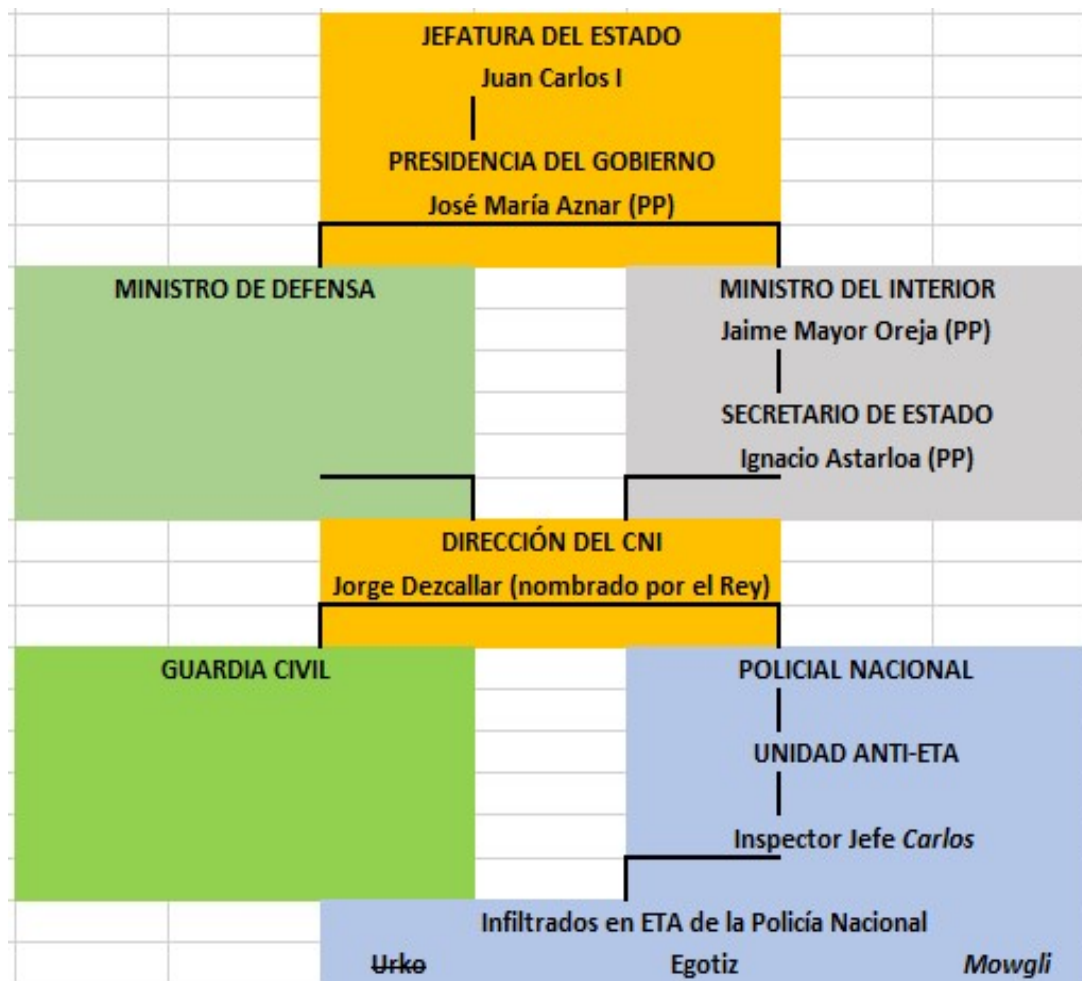 JEFATURA DEL ESTADO
Juan Carlos I
PRESIDENCIA DEL GOBIERNO
José María Aznar (PP)
MINISTRO DE DEFENSA
MINISTRO DEL INTERIOR
Jaime Mayor Oreja (PP)
SECRETARIO DE ESTADO
Ignacio Astarloa (PP)
DIRECCIÓN DEL CNI
Jorge Dezcallar (nombrado por el Rey)
GUARDIA CIVIL
POLICIAL NACIONAL
UNIDAD ANTI-ETA
Inspector Jefe Carlos
Infiltrados en ETA de la Policía Nacional
Urko Egotiz Mowgli